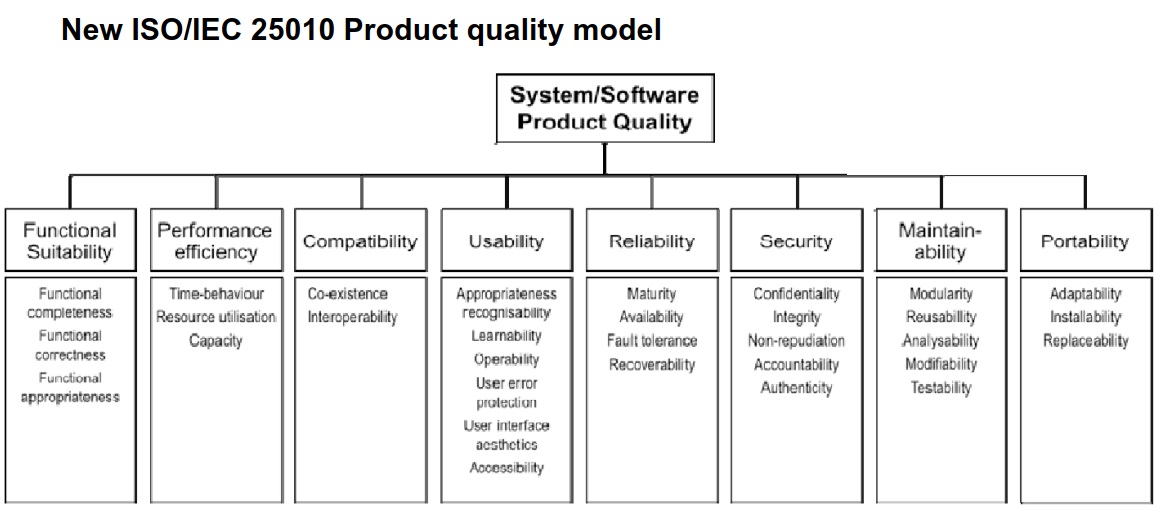 New ISO/IEC 25010 Product quality model
System/Software
Product Quality
Functional
Suitability
Performance
efficiency
Compatibility
Usability
Reliability
Security
Maintain-
ability
Portability
Functional
completeness
Functional
correctness
Functional
appropriateness
Time-behaviour
Resource utilisation
Capacity
Co-existence
Interoperability
Appropriateness
recognisability
Learnability
Operability
User error
protection
User interface
aesthetics
Accessibility
Maturity
Availability
Fault tolerance
Recoverability
Confidentiality
Integrity
Non-repudiation
Accountability
Authenticity
Modularity
Reusabillity
Analysability
Modifiability
Testability
Adaptability
Installability
Replaceability